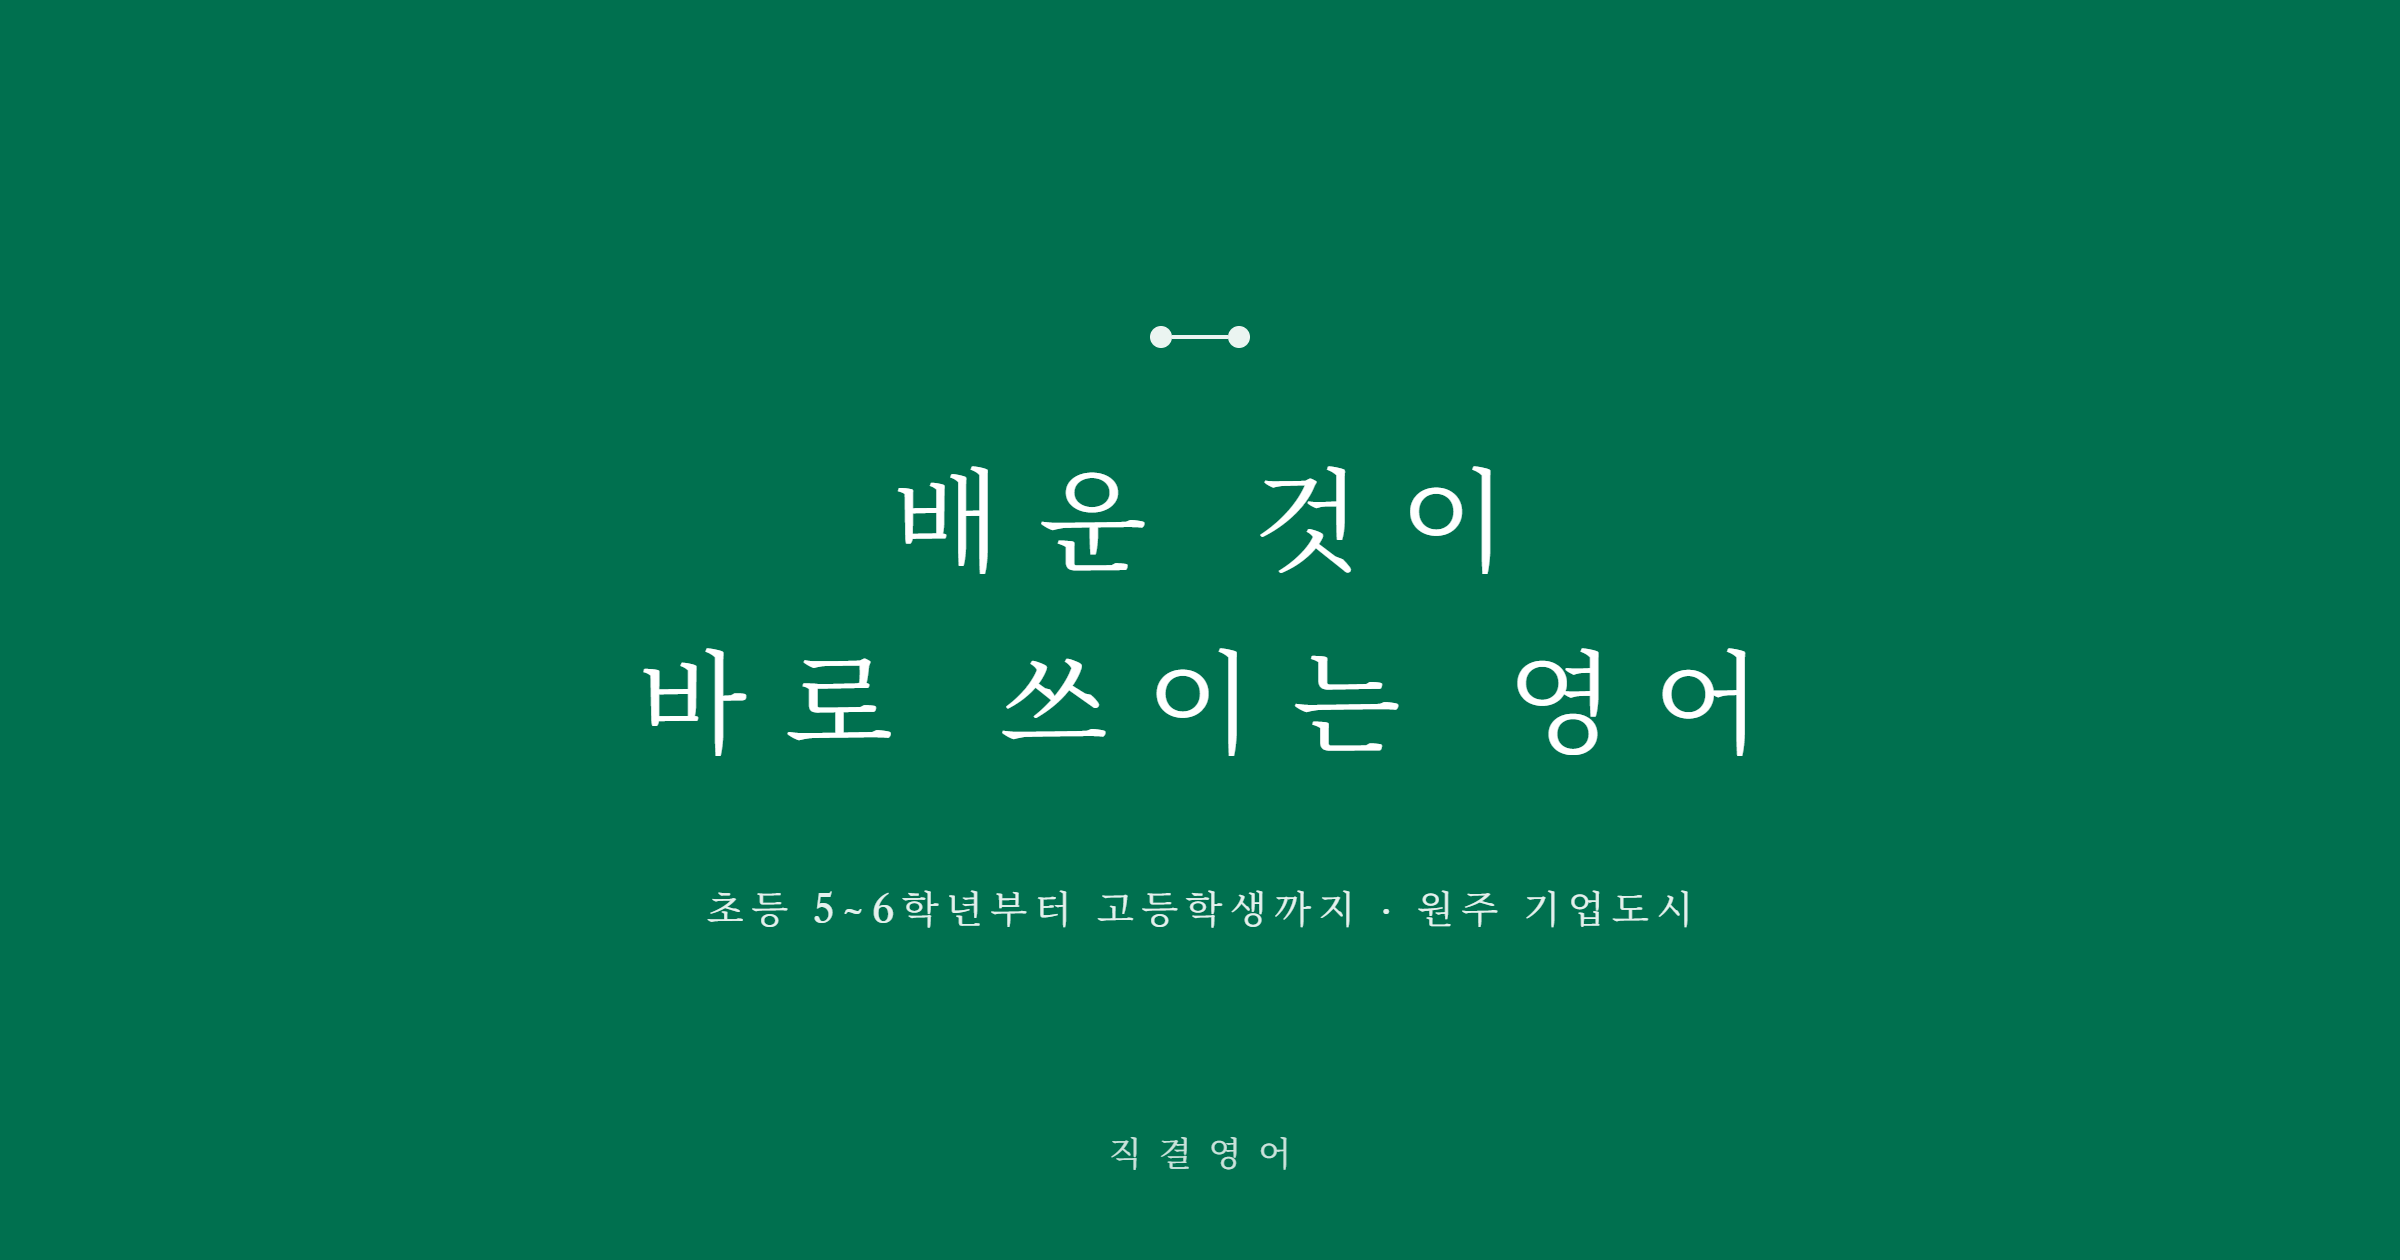 배운 것이
바로 쓰이는 영어
초등 5~6학년부터 고등학생까지 · 원주 기업도시
직결영어